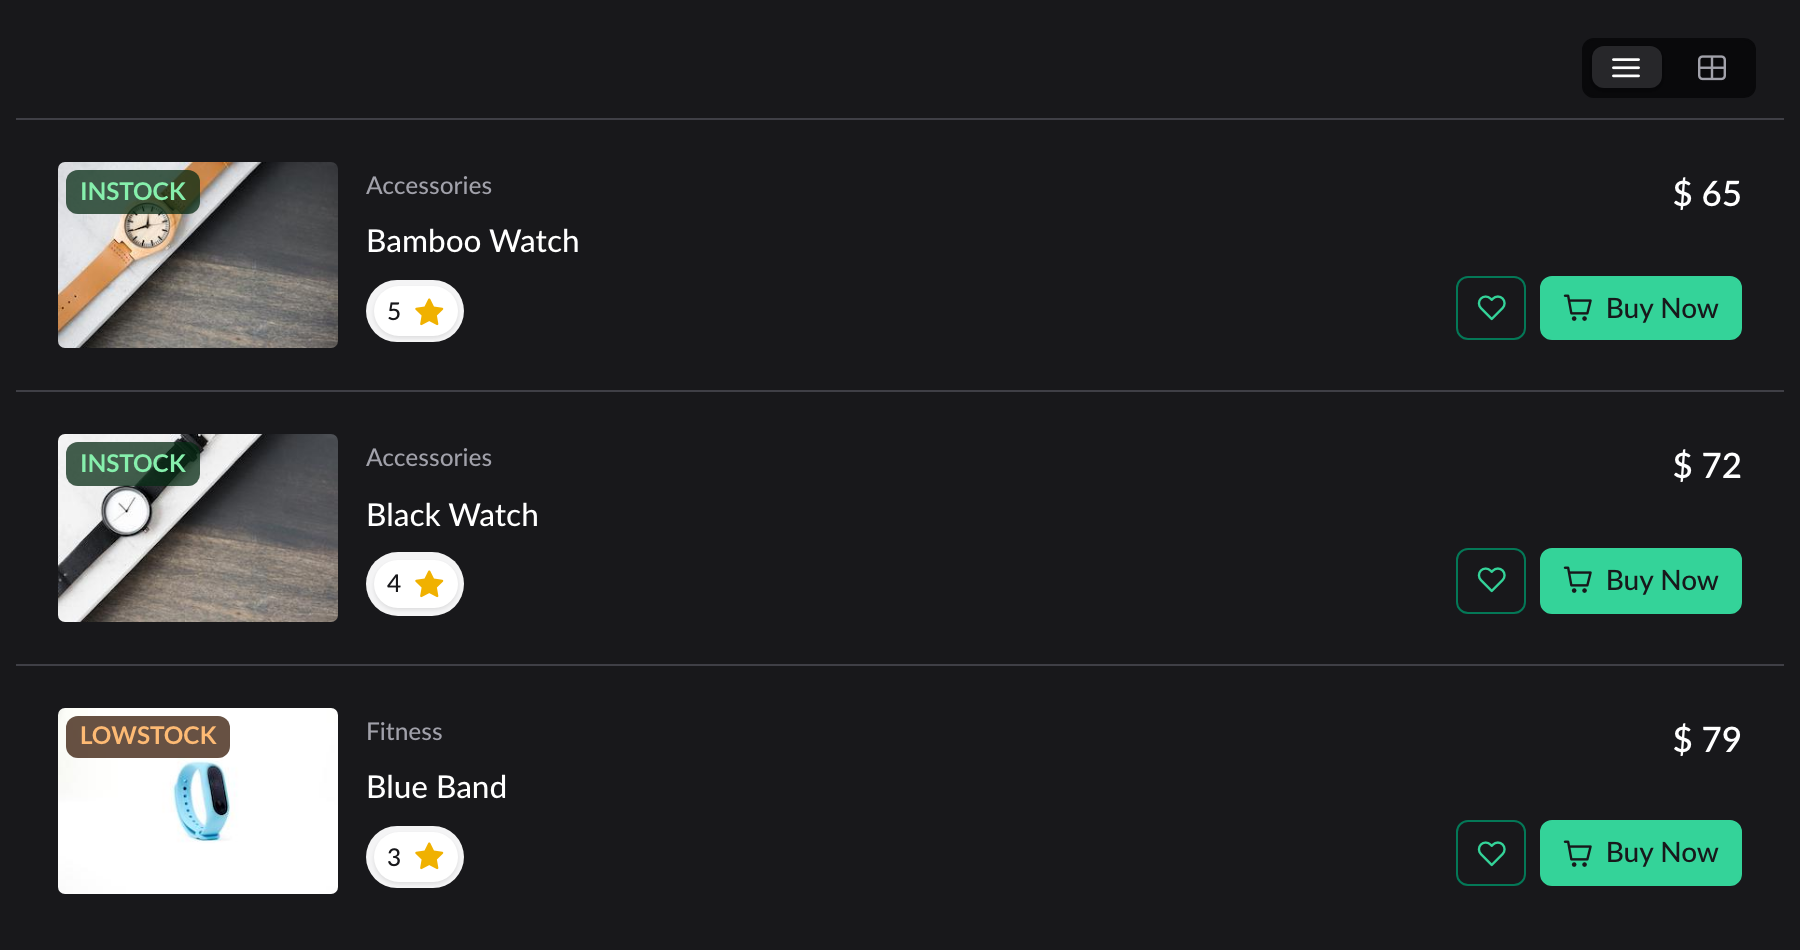 INSTOCK
Accessories
Bamboo Watch
5
$ 65
Buy Now
INSTOCK
Accessories
Black Watch
4
$ 72
Buy Now
LOWSTOCK
Fitness
Blue Band
3
$ 79
Buy Now